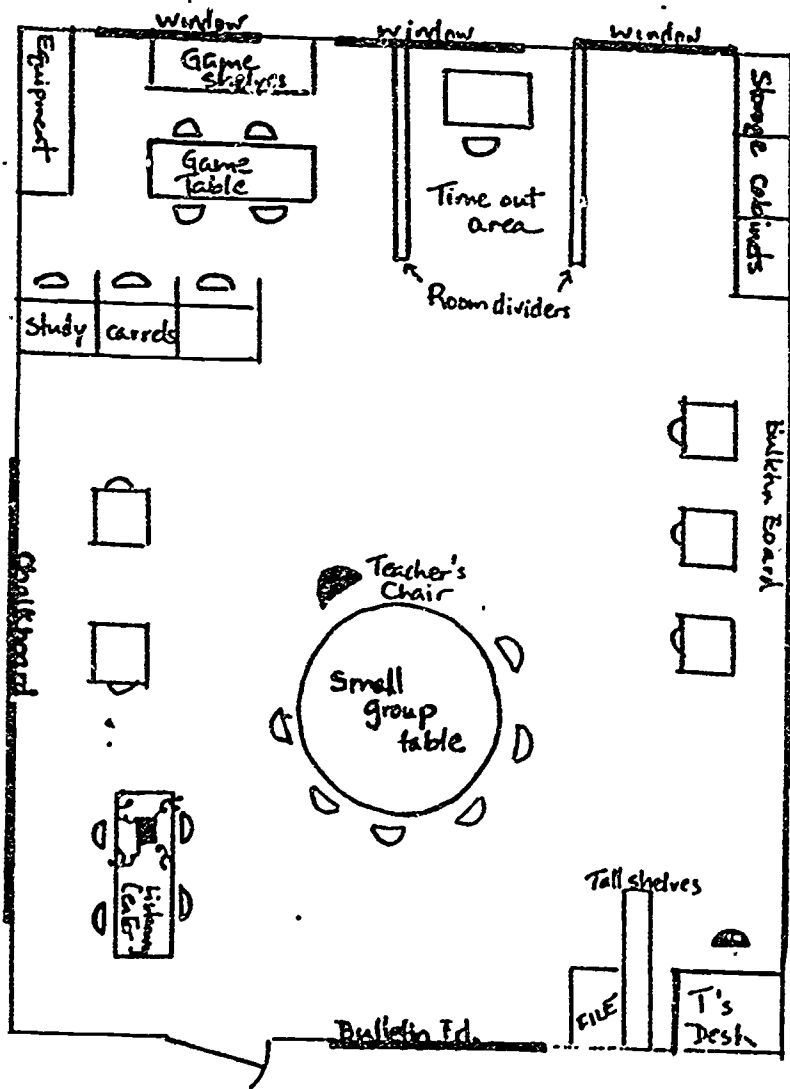 window
window
window
Equipment
Game
Shelves
Storage Cabinets
Game
Table
Time out
area
Room dividers
Study carrels
Bulletin Board
Chalkboard
Teacher's
Chair
Small
group
table
Tall shelves
Center
FILE
T's
Desk
Bulletin Bd.